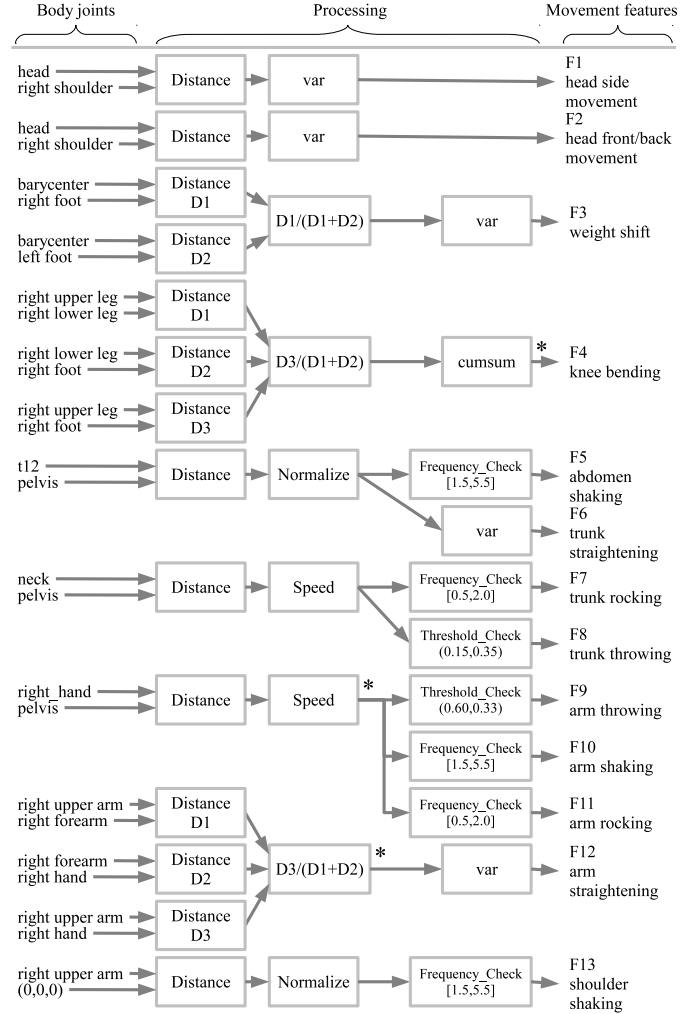 Body joints Processing Movement features
head
right shoulder
Distance
var
F1
head side
movement
head
right shoulder
Distance
var
F2
head front/back
movement
barycenter
right foot
Distance
D1
barycenter
left foot
Distance
D2
D1/(D1+D2)
var
F3
weight shift
right upper leg
right lower leg
Distance
D1
right lower leg
right foot
Distance
D2
right upper leg
right foot
Distance
D3
D3/(D1+D2)
cumsum
*
F4
knee bending
t12
pelvis
Distance
Normalize
Frequency_Check
[1.5,5.5]
F5
abdomen
shaking
var
F6
trunk
straightening
neck
pelvis
Distance
Speed
Frequency_Check
[0.5,2.0]
F7
trunk rocking
Threshold_Check
(0.15,0.35)
F8
trunk throwing
right_hand
pelvis
Distance
Speed
*
Threshold_Check
(0.60,0.33)
F9
arm throwing
Frequency_Check
[1.5,5.5]
F10
arm shaking
Frequency_Check
[0.5,2.0]
F11
arm rocking
right upper arm
right forearm
Distance
D1
right forearm
right hand
Distance
D2
right upper arm
right hand
Distance
D3
D3/(D1+D2)
*
var
F12
arm
straightening
right upper arm
(0,0,0)
Distance
Normalize
Frequency_Check
[1.5,5.5]
F13
shoulder
shaking